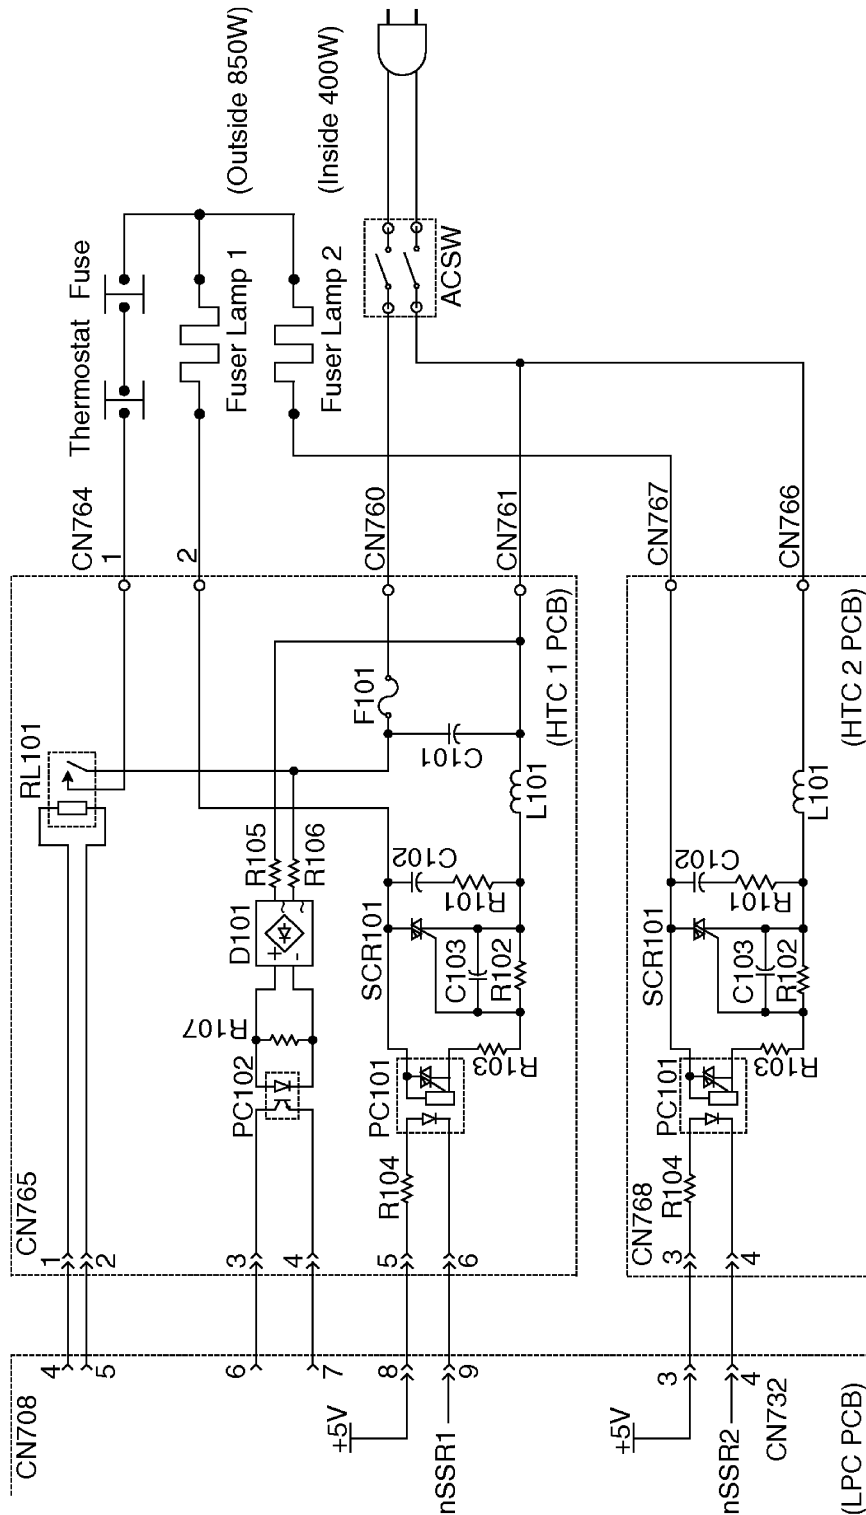 (Outside 850W)
(Inside 400W)
Thermostat Fuse
Fuser Lamp 1
Fuser Lamp 2
ACSW
CN764
1
2
CN760
CN761
CN767
CN766
RL101
F101
C101
L101
(HTC 1 PCB)
R105
R106
D101
+
-
~
~
R107
PC102
SCR101
C102
R101
C103
R102
R103
PC101
R104
CN765
1
2
3
4
5
6
(HTC 2 PCB)
L101
SCR101
C102
R101
C103
R102
R103
PC101
R104
CN768
3
4
CN708
4
5
6
7
8
9
+5V
nSSR1
+5V
nSSR2
3
4
CN732
(LPC PCB)